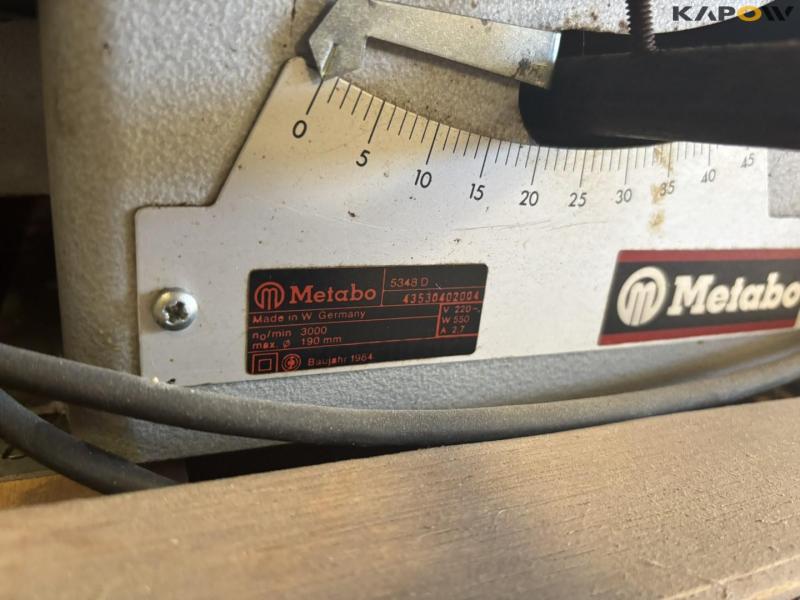 KAPOW
0 5 10 15 20 25 30 35 40 45
Metabo 5348 D
43530402004
Made in W. Germany
V 220~
n₀/min 3000
W 550
max. Ø 190 mm
A 2,7
Baujahr 1984
Metabo